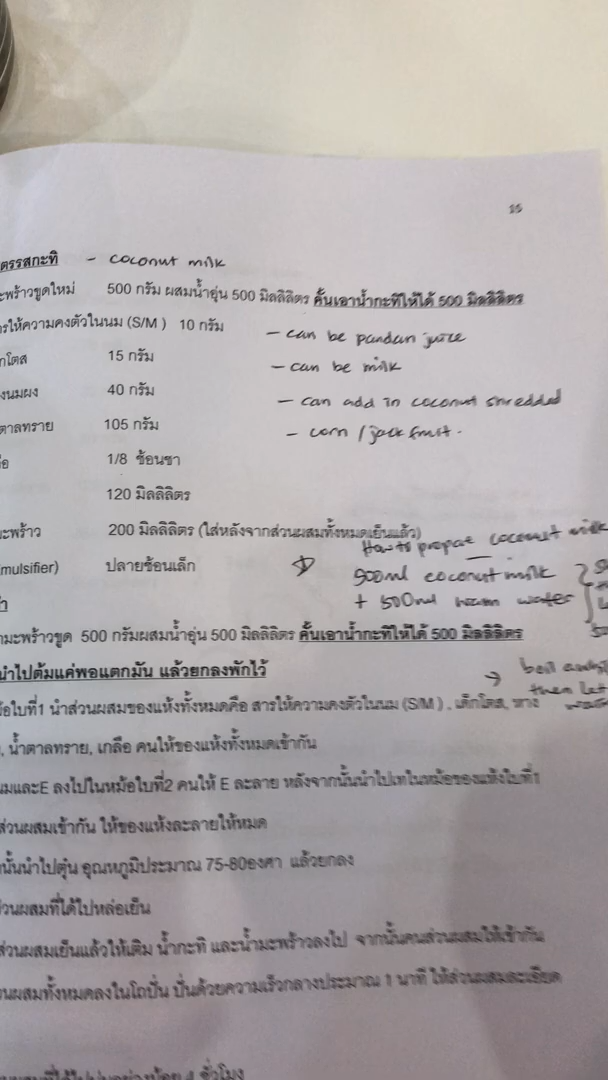 15
ตรรสกะทิ - coconut milk
ะพร้าวขูดใหม่ 500 กรัม ผสมน้ำอุ่น 500 มิลลิลิตร คั้นเอาน้ำกะทิให้ได้ 500 มิลลิลิตร
รให้ความคงตัวในนม (S/M) 10 กรัม - can be pandan juice
กโตส 15 กรัม - can be milk
งนมผง 40 กรัม - can add in coconut shredded
ตาลทราย 105 กรัม - corn / jackfruit.
อ 1/8 ช้อนชา
120 มิลลิลิตร
ะพร้าว 200 มิลลิลิตร (ใส่หลังจากส่วนผสมทั้งหมดเย็นแล้ว)
How to prepar coconut milk
mulsifier) ปลายช้อนเล็ก 500ml coconut milk
+ 500ml warm water
ามะพร้าวขูด 500 กรัมผสมน้ำอุ่น 500 มิลลิลิตร คั้นเอาน้ำกะทิให้ได้ 500 มิลลิลิตร
นำไปต้มแค่พอแตกมัน แล้วยกลงพักไว้ → boil
then let
ม้อใบที่1 นำส่วนผสมของแห้งทั้งหมดคือ สารให้ความคงตัวในนม (S/M) , เด็กโตส, หาง
, น้ำตาลทราย, เกลือ คนให้ของแห้งทั้งหมดเข้ากัน
นมและE ลงไปในหม้อใบที่2 คนให้ E ละลาย หลังจากนั้นนำไปเทในหม้อของแห้งใบที่1
ส่วนผสมเข้ากัน ให้ของแห้งละลายให้หมด
นั้นนำไปตุ๋น อุณหภูมิประมาณ 75-80องศา แล้วยกลง
่วนผสมที่ได้ไปหล่อเย็น
ส่วนผสมเย็นแล้วให้เติม น้ำกะทิ และน้ำมะพร้าวลงไป จากนั้นคนส่วนผสมให้เข้ากัน
วนผสมทั้งหมดลงในโถปั่น ปั่นด้วยความเร็วกลางประมาณ 1 นาที ให้ส่วนผสมละเอียด
4 ชั่วโมง